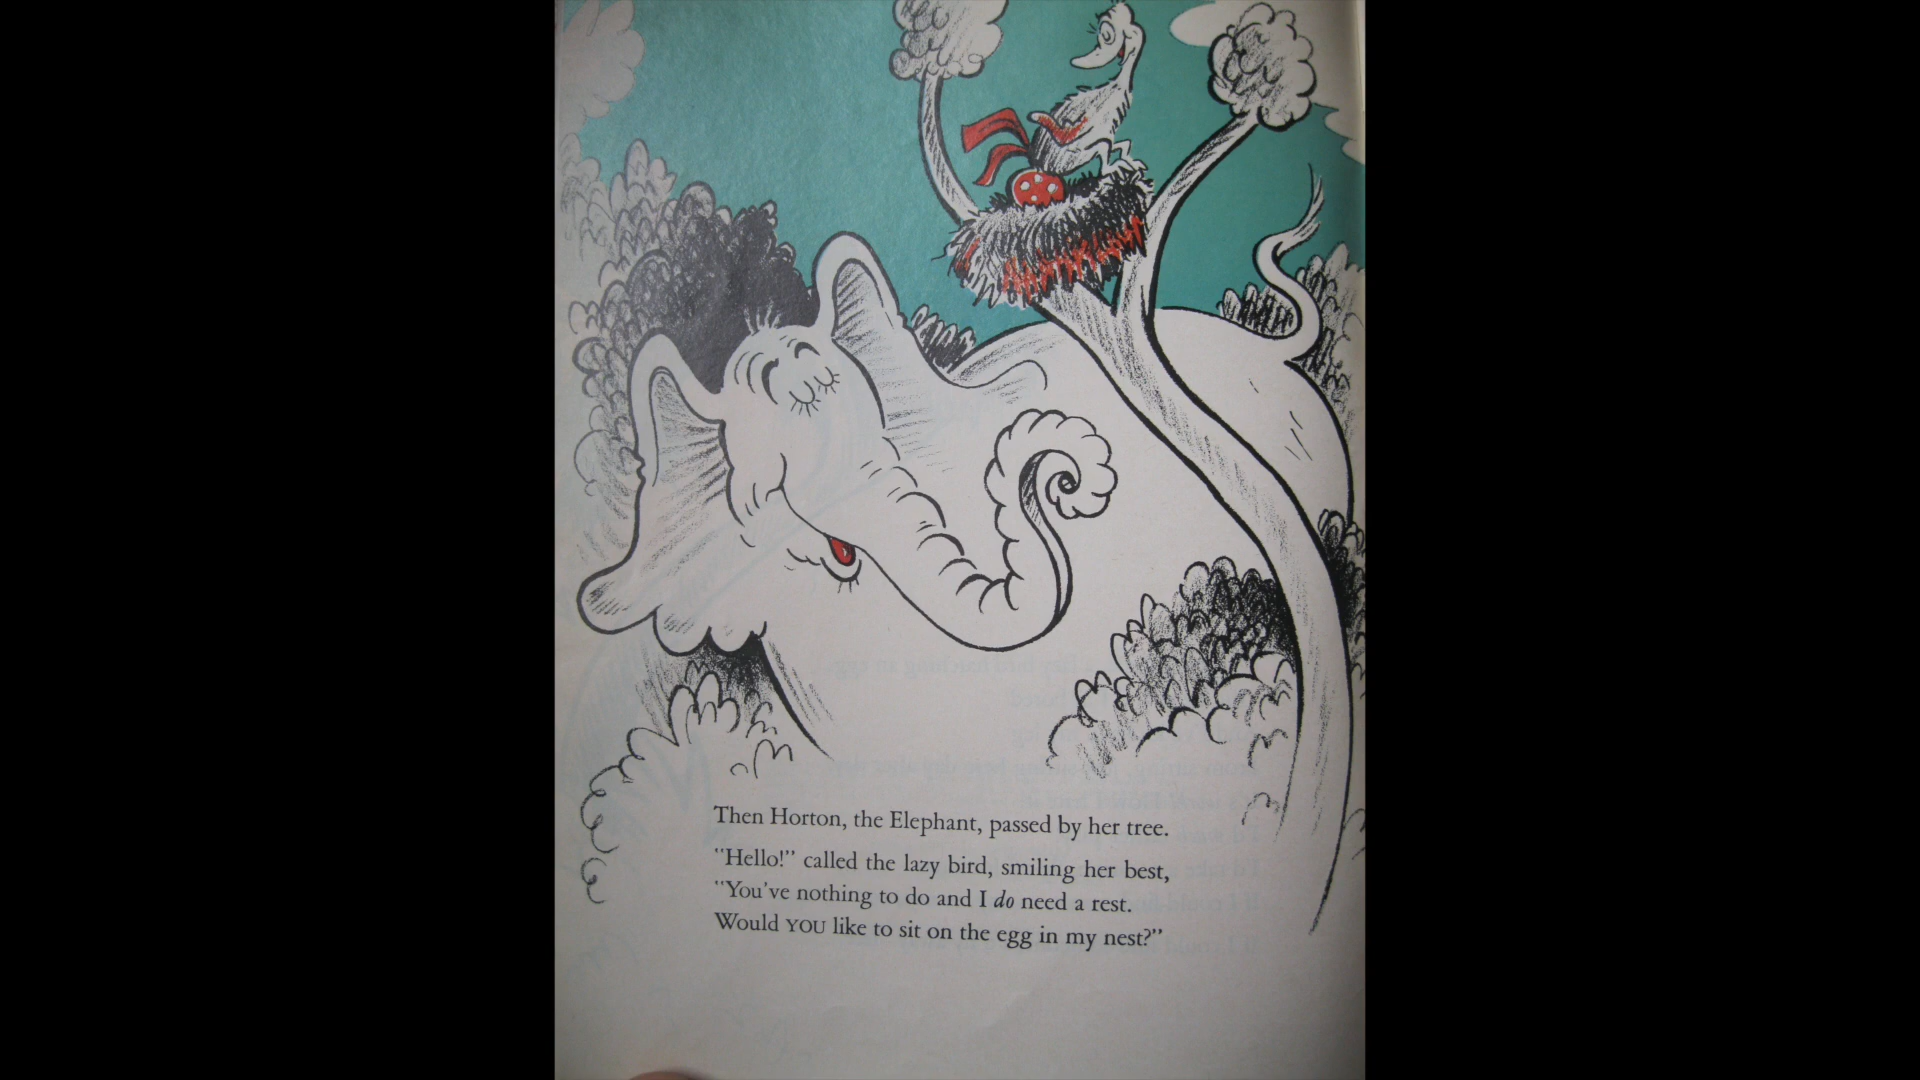 Then Horton, the Elephant, passed by her tree.
“Hello!” called the lazy bird, smiling her best,
“You’ve nothing to do and I do need a rest.
Would YOU like to sit on the egg in my nest?”